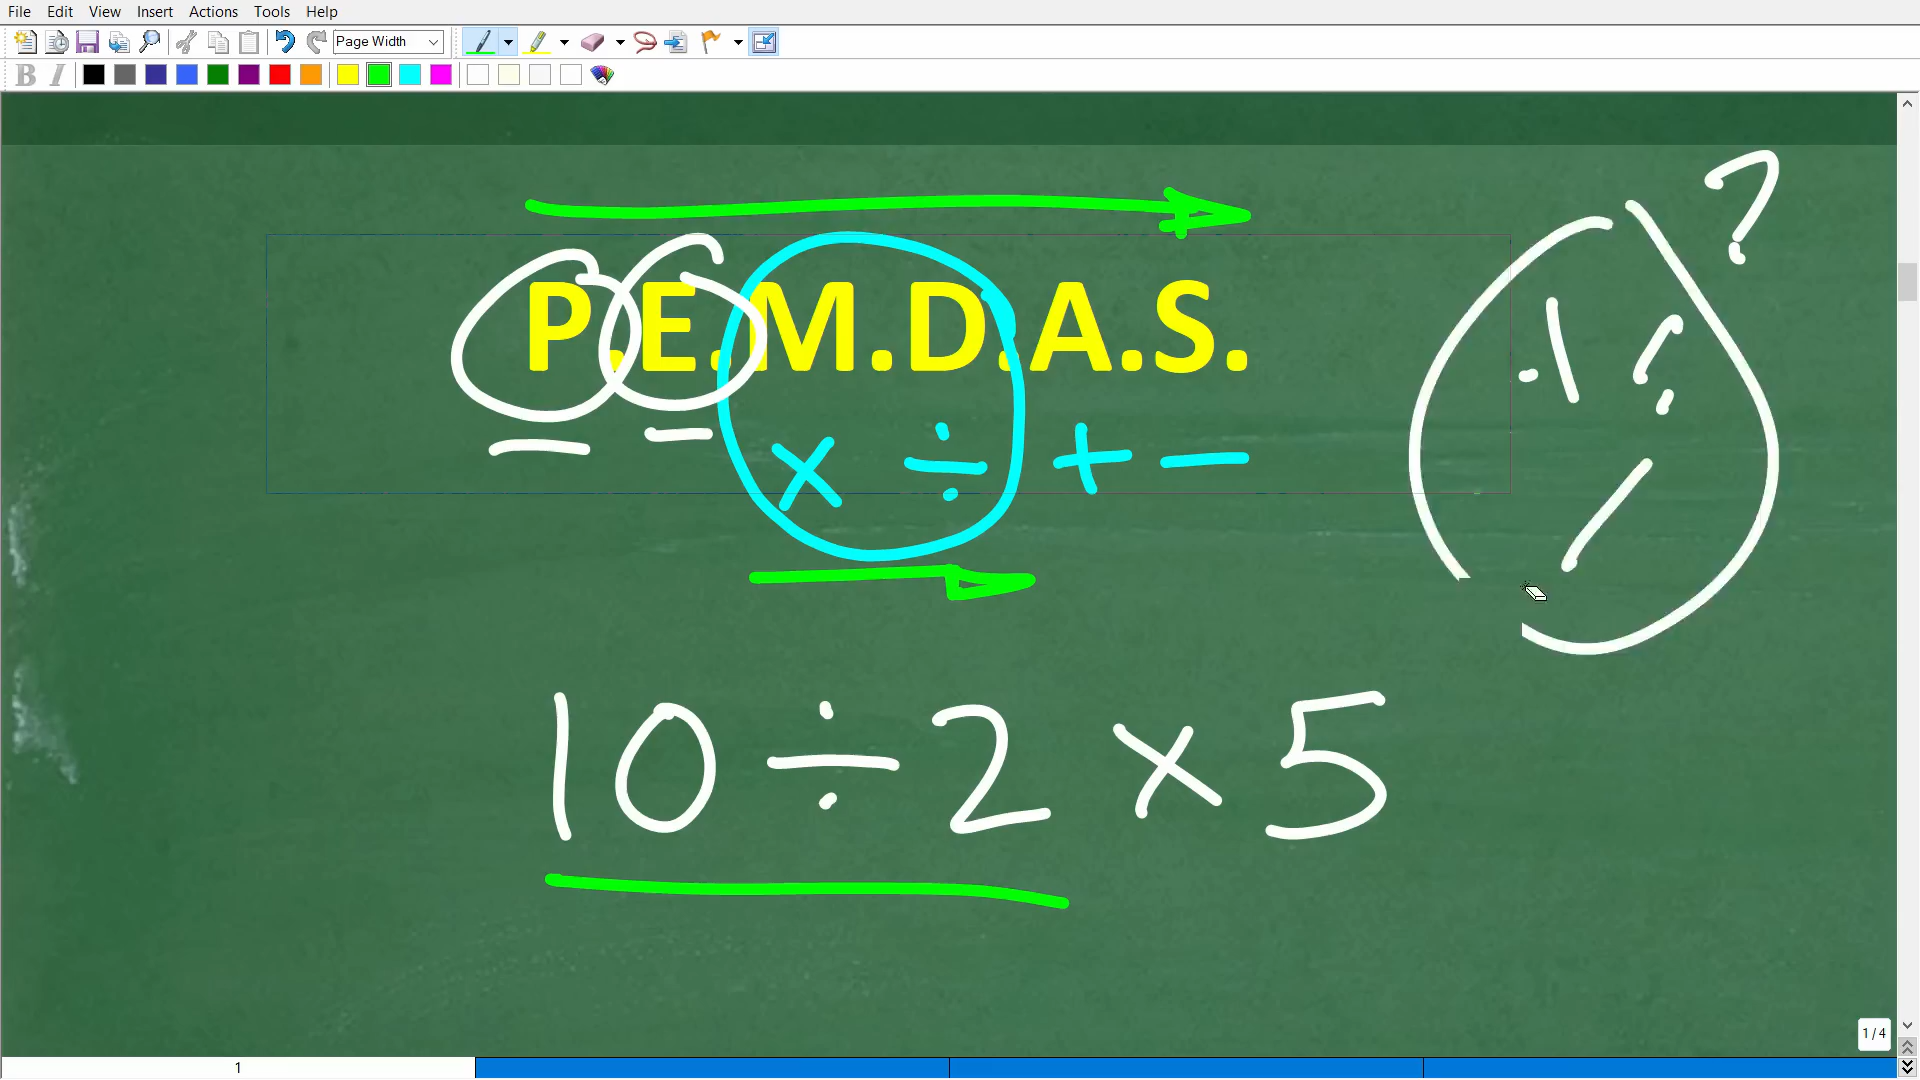 File Edit View Insert Actions Tools Help
Page Width
B I
?
P.E.M.D.A.S.
× ÷ + −
10 ÷ 2 × 5
1 / 4
1